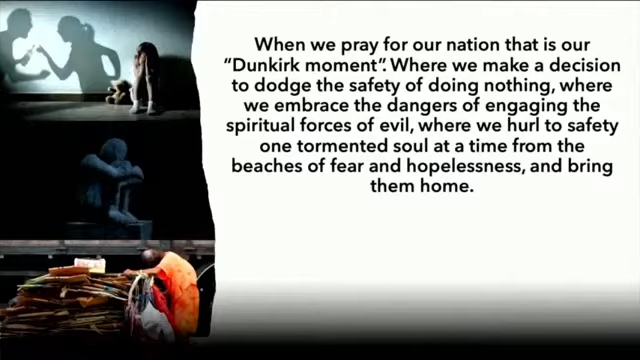 When we pray for our nation that is our
“Dunkirk moment”. Where we make a decision
to dodge the safety of doing nothing, where
we embrace the dangers of engaging the
spiritual forces of evil, where we hurl to safety
one tormented soul at a time from the
beaches of fear and hopelessness, and bring
them home.